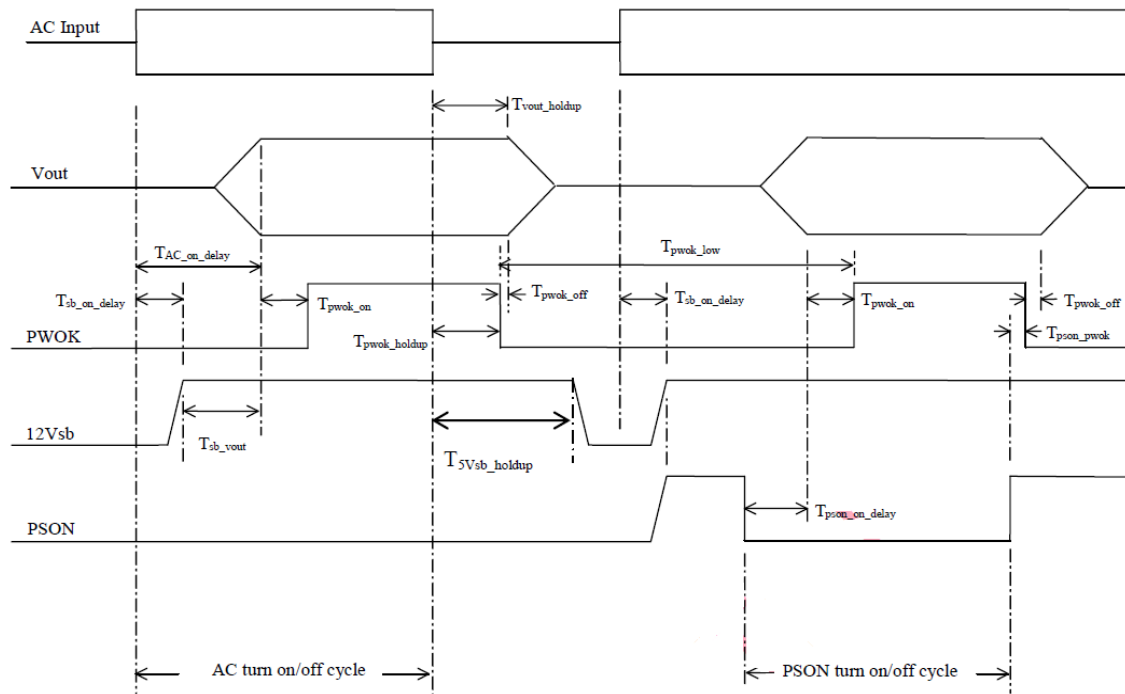 AC Input
Tvout_holdup
Vout
TAC_on_delay
Tpwok_low
Tsb_on_delay
Tpwok_on
Tpwok_off
Tsb_on_delay
Tpwok_on
Tpwok_off
PWOK
Tpwok_holdup
Tpson_pwok
12Vsb
Tsb_vout
T5Vsb_holdup
PSON
Tpson_on_delay
AC turn on/off cycle
PSON turn on/off cycle